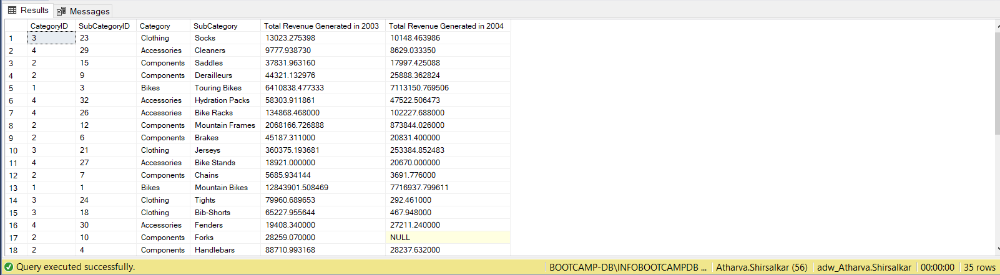 Results Messages
CategoryID SubCategoryID Category SubCategory Total Revenue Generated in 2003 Total Revenue Generated in 2004
1 3 23 Clothing Socks 13023.275398 10148.463986
2 4 29 Accessories Cleaners 9777.938730 8629.033350
3 2 15 Components Saddles 37831.963160 17997.425088
4 2 9 Components Derailleurs 44321.132976 25888.362824
5 1 3 Bikes Touring Bikes 6410838.477333 7113150.769506
6 4 32 Accessories Hydration Packs 58303.911861 47522.506473
7 4 26 Accessories Bike Racks 134868.468000 102227.688000
8 2 12 Components Mountain Frames 2068166.726888 873844.026000
9 2 6 Components Brakes 45187.311000 20831.400000
10 3 21 Clothing Jerseys 360375.193681 253384.852483
11 4 27 Accessories Bike Stands 18921.000000 20670.000000
12 2 7 Components Chains 5685.934144 3691.776000
13 1 1 Bikes Mountain Bikes 12843901.508469 7716937.799611
14 3 24 Clothing Tights 79960.689653 292.461000
15 3 18 Clothing Bib-Shorts 65227.955644 467.948000
16 4 30 Accessories Fenders 19408.340000 27211.240000
17 2 10 Components Forks 28259.070000 NULL
18 2 4 Components Handlebars 88710.993168 28237.632000
Query executed successfully. BOOTCAMP-DB\INFOBOOTCAMPDB ... Atharva.Shirsalkar (56) adw_Atharva.Shirsalkar 00:00:00 35 rows